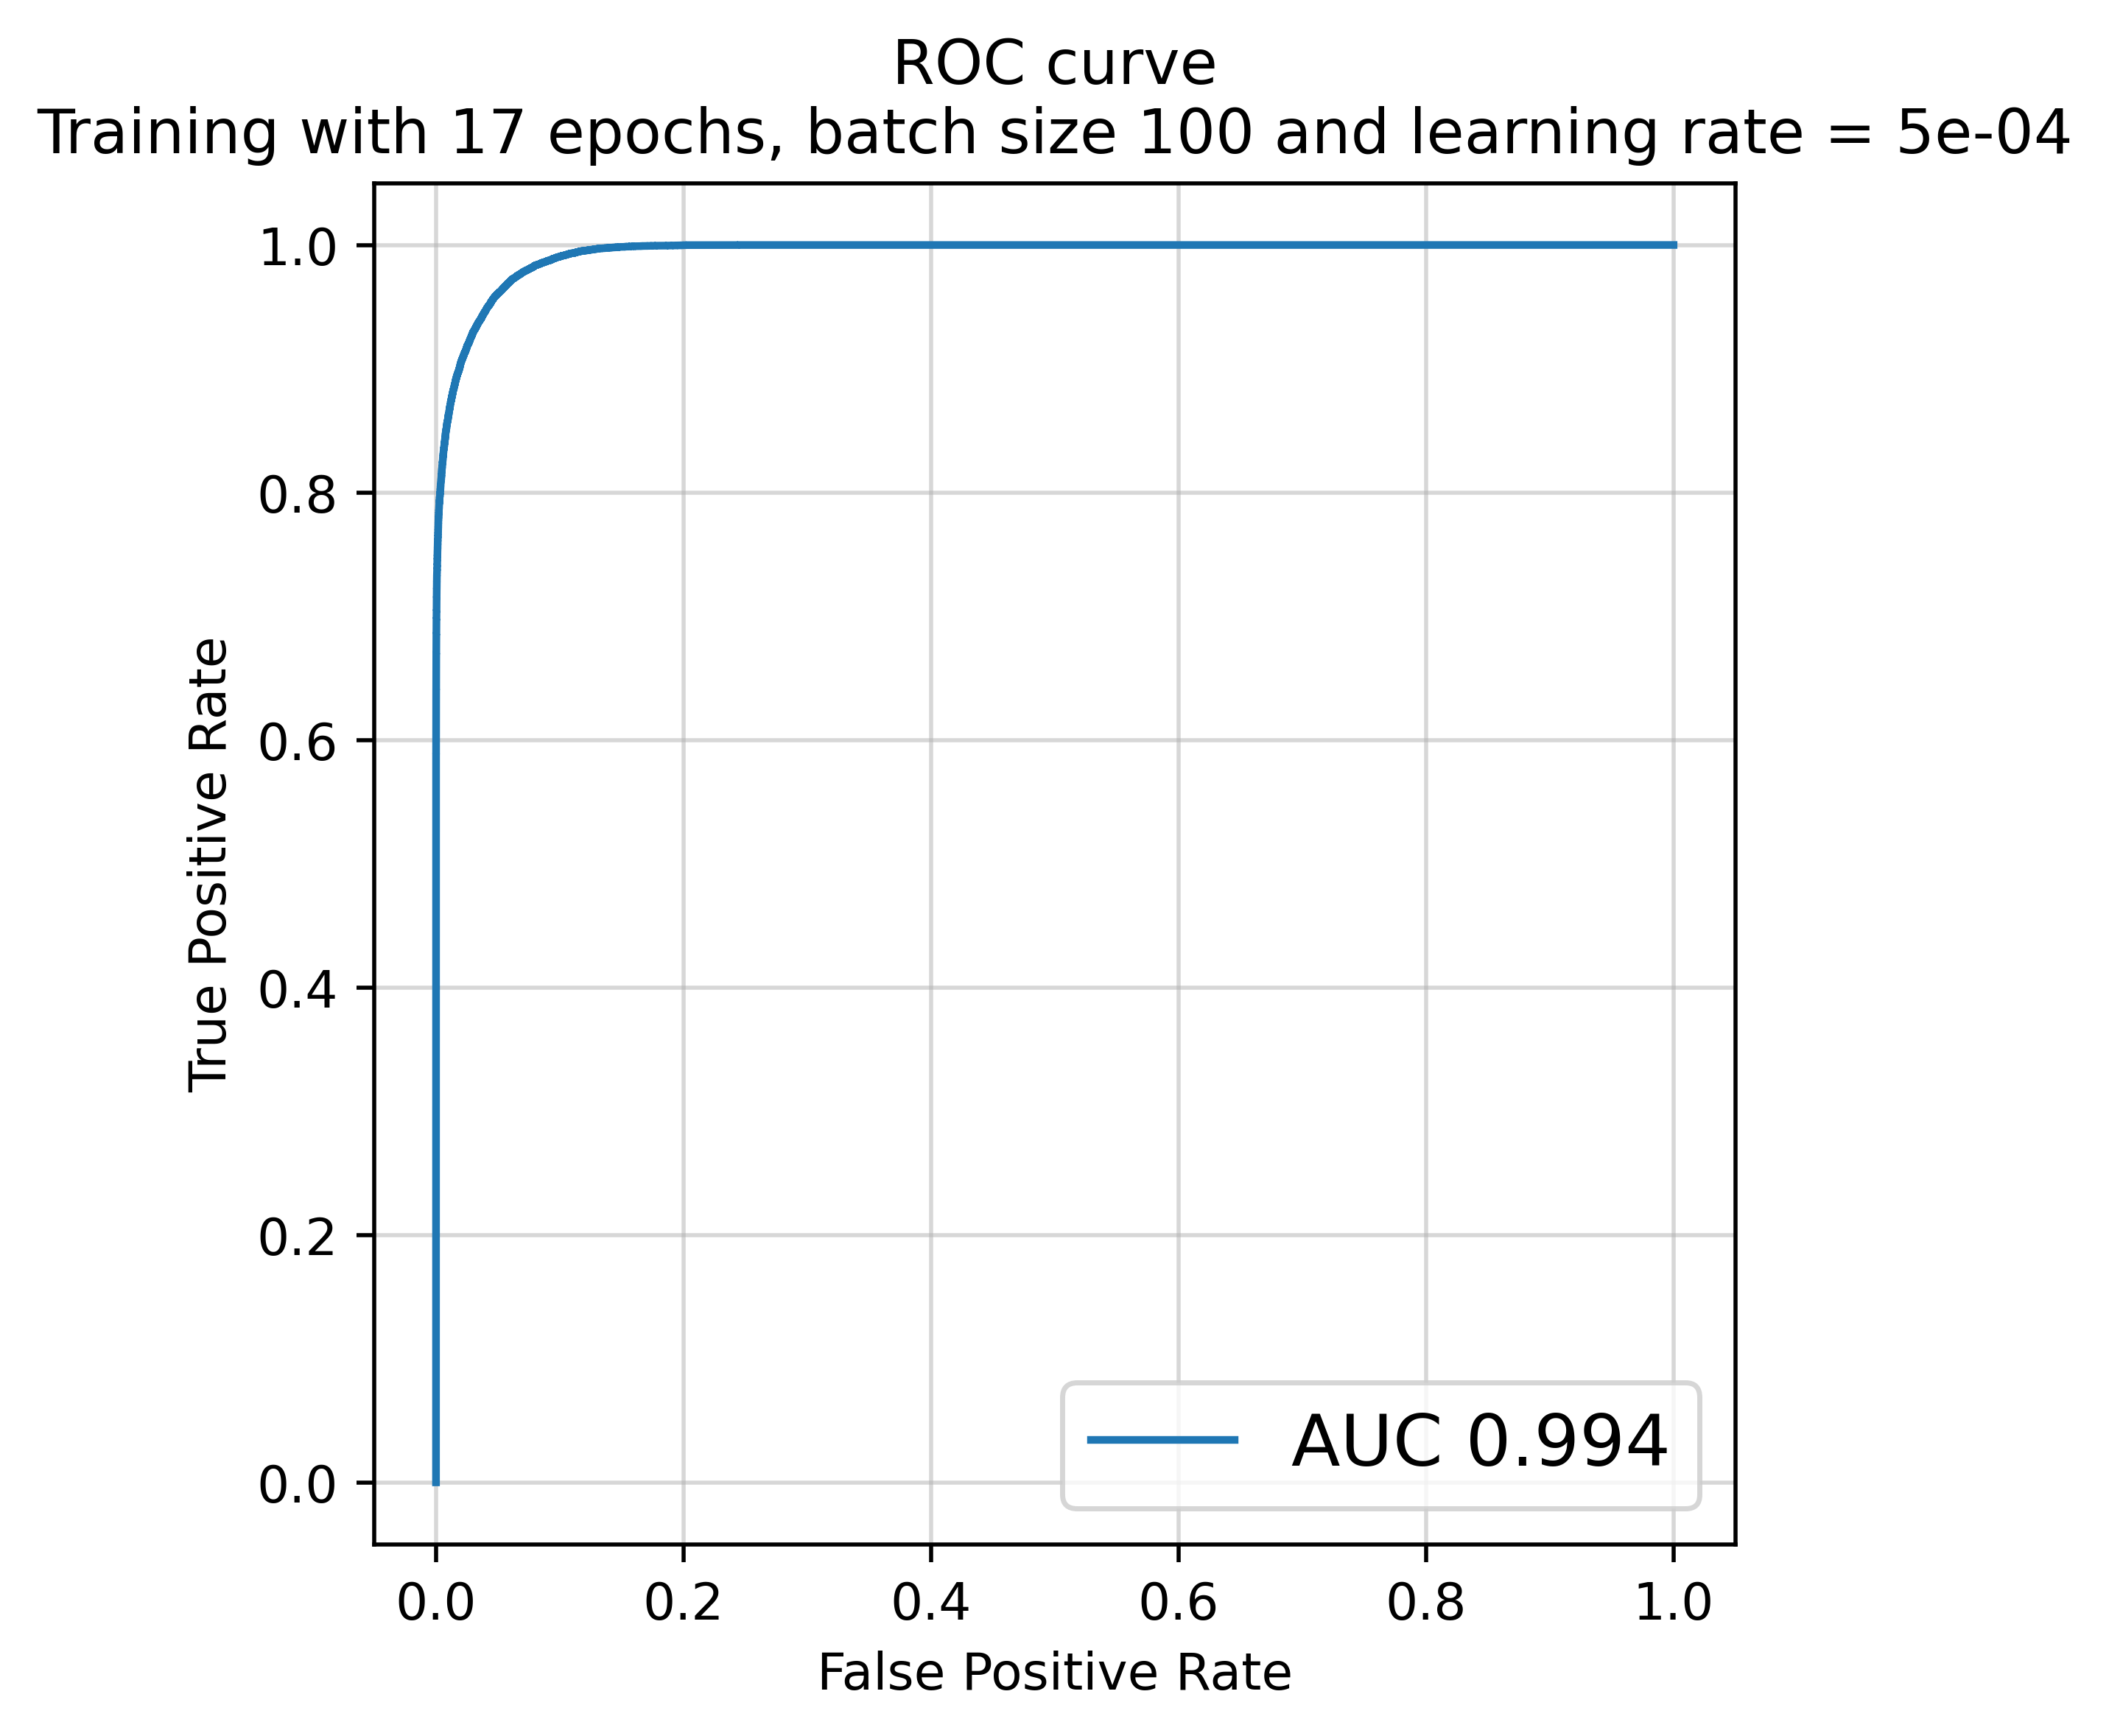 ROC curve
Training with 17 epochs, batch size 100 and learning rate = 5e-04
True Positive Rate
1.0
0.8
0.6
0.4
0.2
0.0
AUC 0.994
0.0 0.2 0.4 0.6 0.8 1.0
False Positive Rate